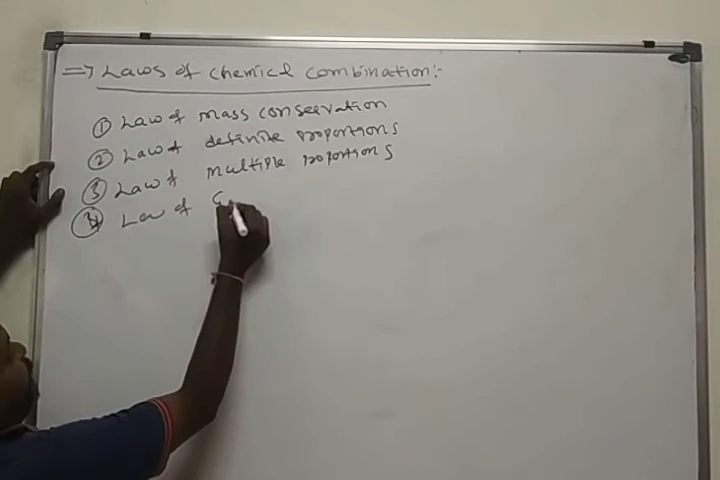 => Laws of chemical combination:-
① Law of mass conservation
② Law of definite proportions
③ Law of multiple proportions
④ Law of G